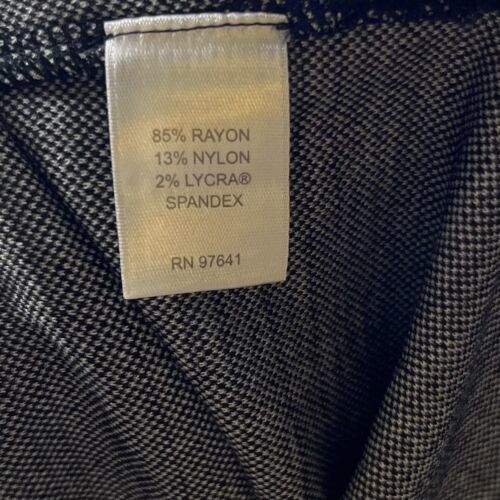 85% RAYON
13% NYLON
2% LYCRA®
SPANDEX
RN 97641